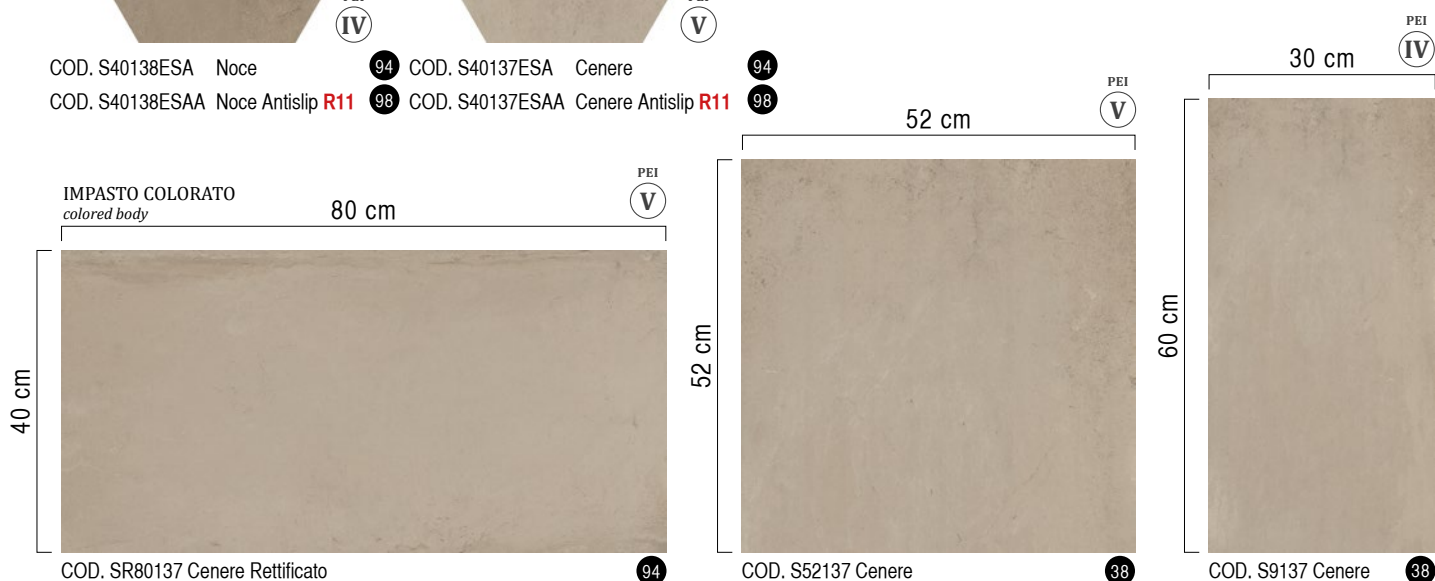 IV
V
COD. S40138ESA Noce 94 COD. S40137ESA Cenere 94
COD. S40138ESAA Noce Antislip R11 98 COD. S40137ESAA Cenere Antislip R11 98
IMPASTO COLORATO
colored body
80 cm
PEI
V
40 cm
COD. SR80137 Cenere Rettificato 94
52 cm
PEI
V
52 cm
COD. S52137 Cenere 38
30 cm
PEI
IV
60 cm
COD. S9137 Cenere 38